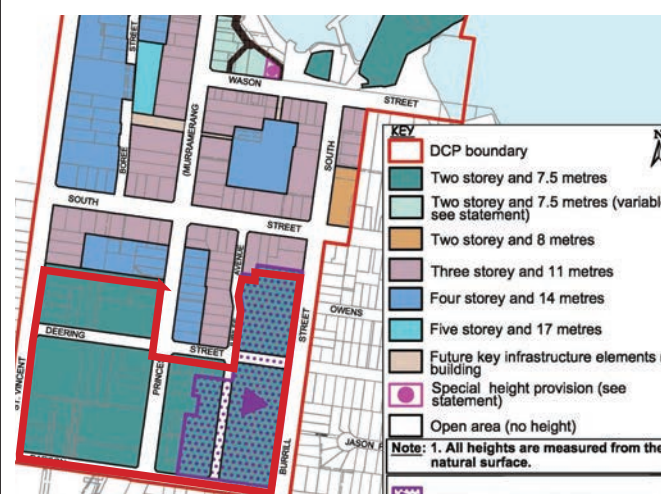 STREET
WASON
STREET
BOREE
(MURRAMERANG
SOUTH
SOUTH
STREET
AVENUE
STREET
OWENS
DEERING
STREET
ST. VINCENT
PRINCE
BURRILL
JASON
KEY
DCP boundary
Two storey and 7.5 metres
Two storey and 7.5 metres (variable
see statement)
Two storey and 8 metres
Three storey and 11 metres
Four storey and 14 metres
Five storey and 17 metres
Future key infrastructure elements
building
Special height provision (see
statement)
Open area (no height)
Note: 1. All heights are measured from the
natural surface.